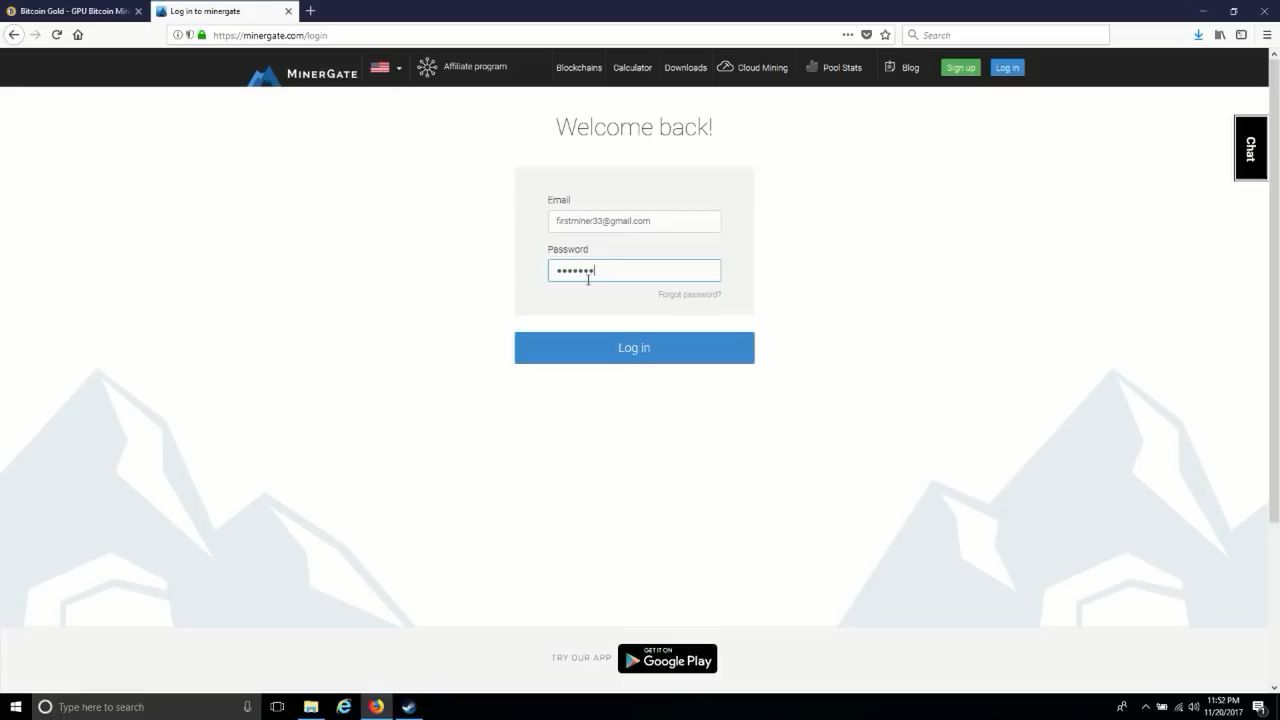 Bitcoin Gold - GPU Bitcoin Min
Log in to minergate
https://minergate.com/login
Search
MINERGATE
Affiliate program
Blockchains
Calculator
Downloads
Cloud Mining
Pool Stats
Blog
Sign up
Log in
Welcome back!
Chat
Email
firstminer33@gmail.com
Password
•••••••
Forgot password?
Log in
TRY OUR APP
GET IT ON
Google Play
Type here to search
11:52 PM
11/20/2017